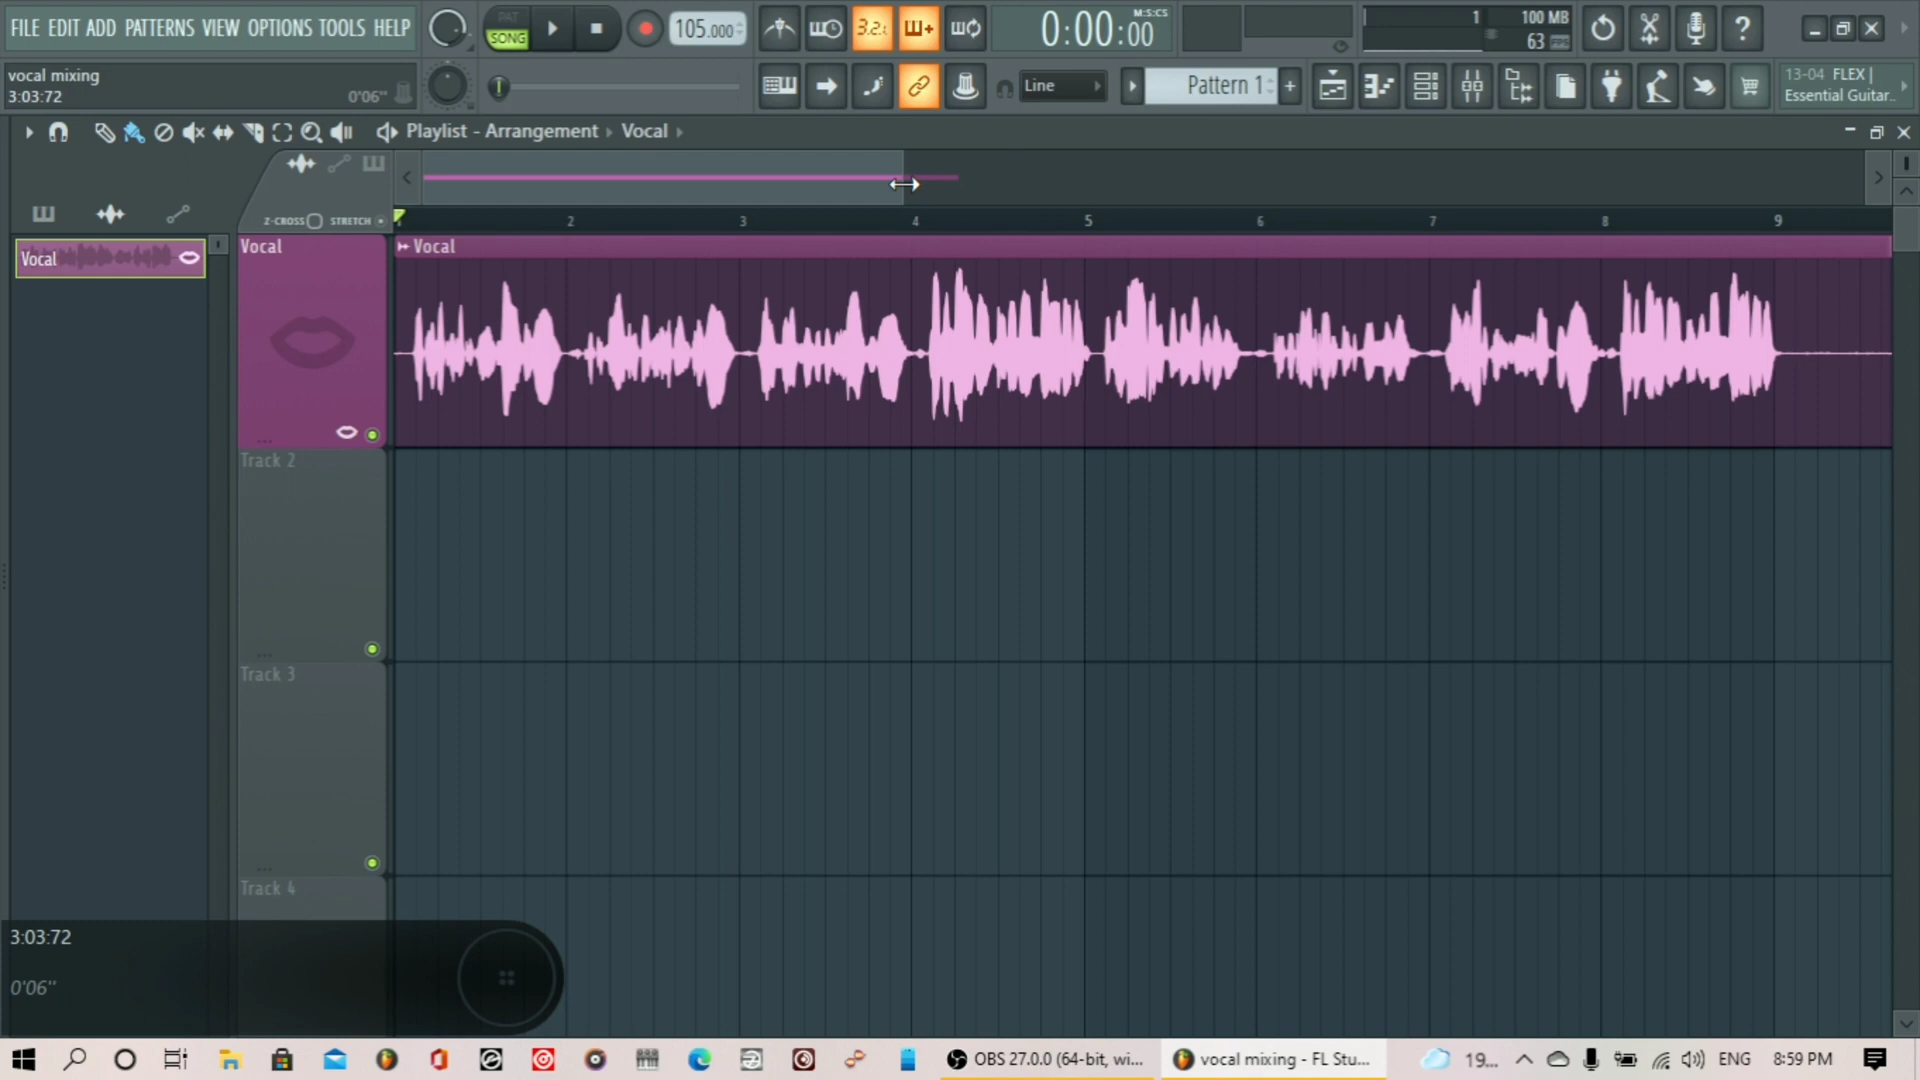 FILE EDIT ADD PATTERNS VIEW OPTIONS TOOLS HELP
PAT
SONG
105.000
3.2.
0:00:00
M:S:CS
1
100 MB
63
vocal mixing
3:03:72
0'06"
Line
Pattern 1
13-04 FLEX |
Essential Guitar..
Playlist - Arrangement
Vocal
Z-CROSS
STRETCH
2 3 4 5 6 7 8 9
Vocal
Vocal
Vocal
Track 2
Track 3
Track 4
3:03:72
0'06"
OBS 27.0.0 (64-bit, wi...
vocal mixing - FL Stu...
19...
ENG
8:59 PM